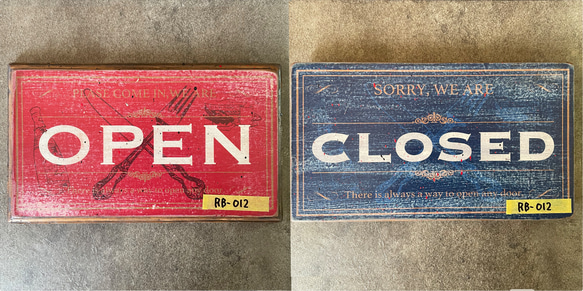 PLASE COME IN WE ARE
OPEN
There is always a way to open any door.
RB-012
SORRY, WE ARE
CLOSED
There is always a way to open any door.
RB-012